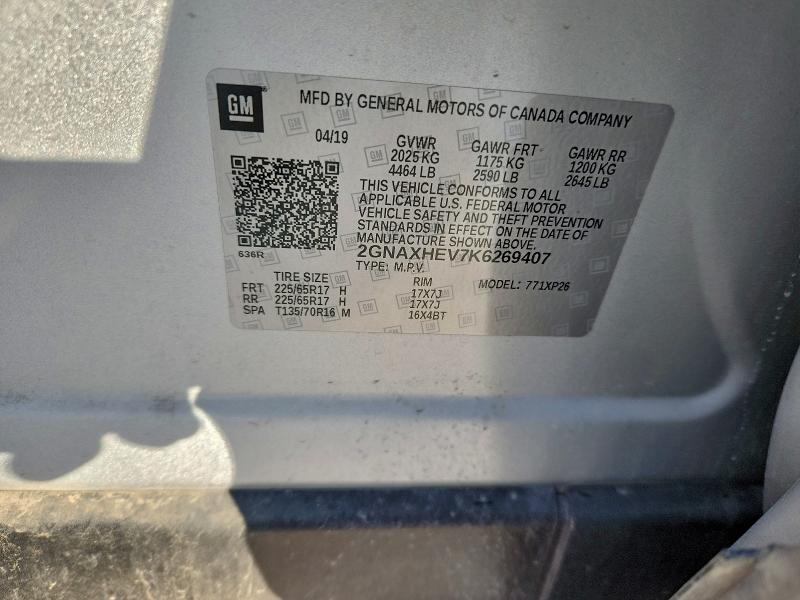 GM
MFD BY GENERAL MOTORS OF CANADA COMPANY
04/19 GVWR GAWR FRT GAWR RR
2025 KG 1175 KG 1200 KG
4464 LB 2590 LB 2645 LB
THIS VEHICLE CONFORMS TO ALL
APPLICABLE U.S. FEDERAL MOTOR
VEHICLE SAFETY AND THEFT PREVENTION
STANDARDS IN EFFECT ON THE DATE OF
MANUFACTURE SHOWN ABOVE.
636R
2GNAXHEV7K6269407
TYPE: M.P.V.
TIRE SIZE RIM MODEL: 771XP26
FRT 225/65R17 H 17X7J
RR 225/65R17 H 17X7J
SPA T135/70R16 M 16X4BT